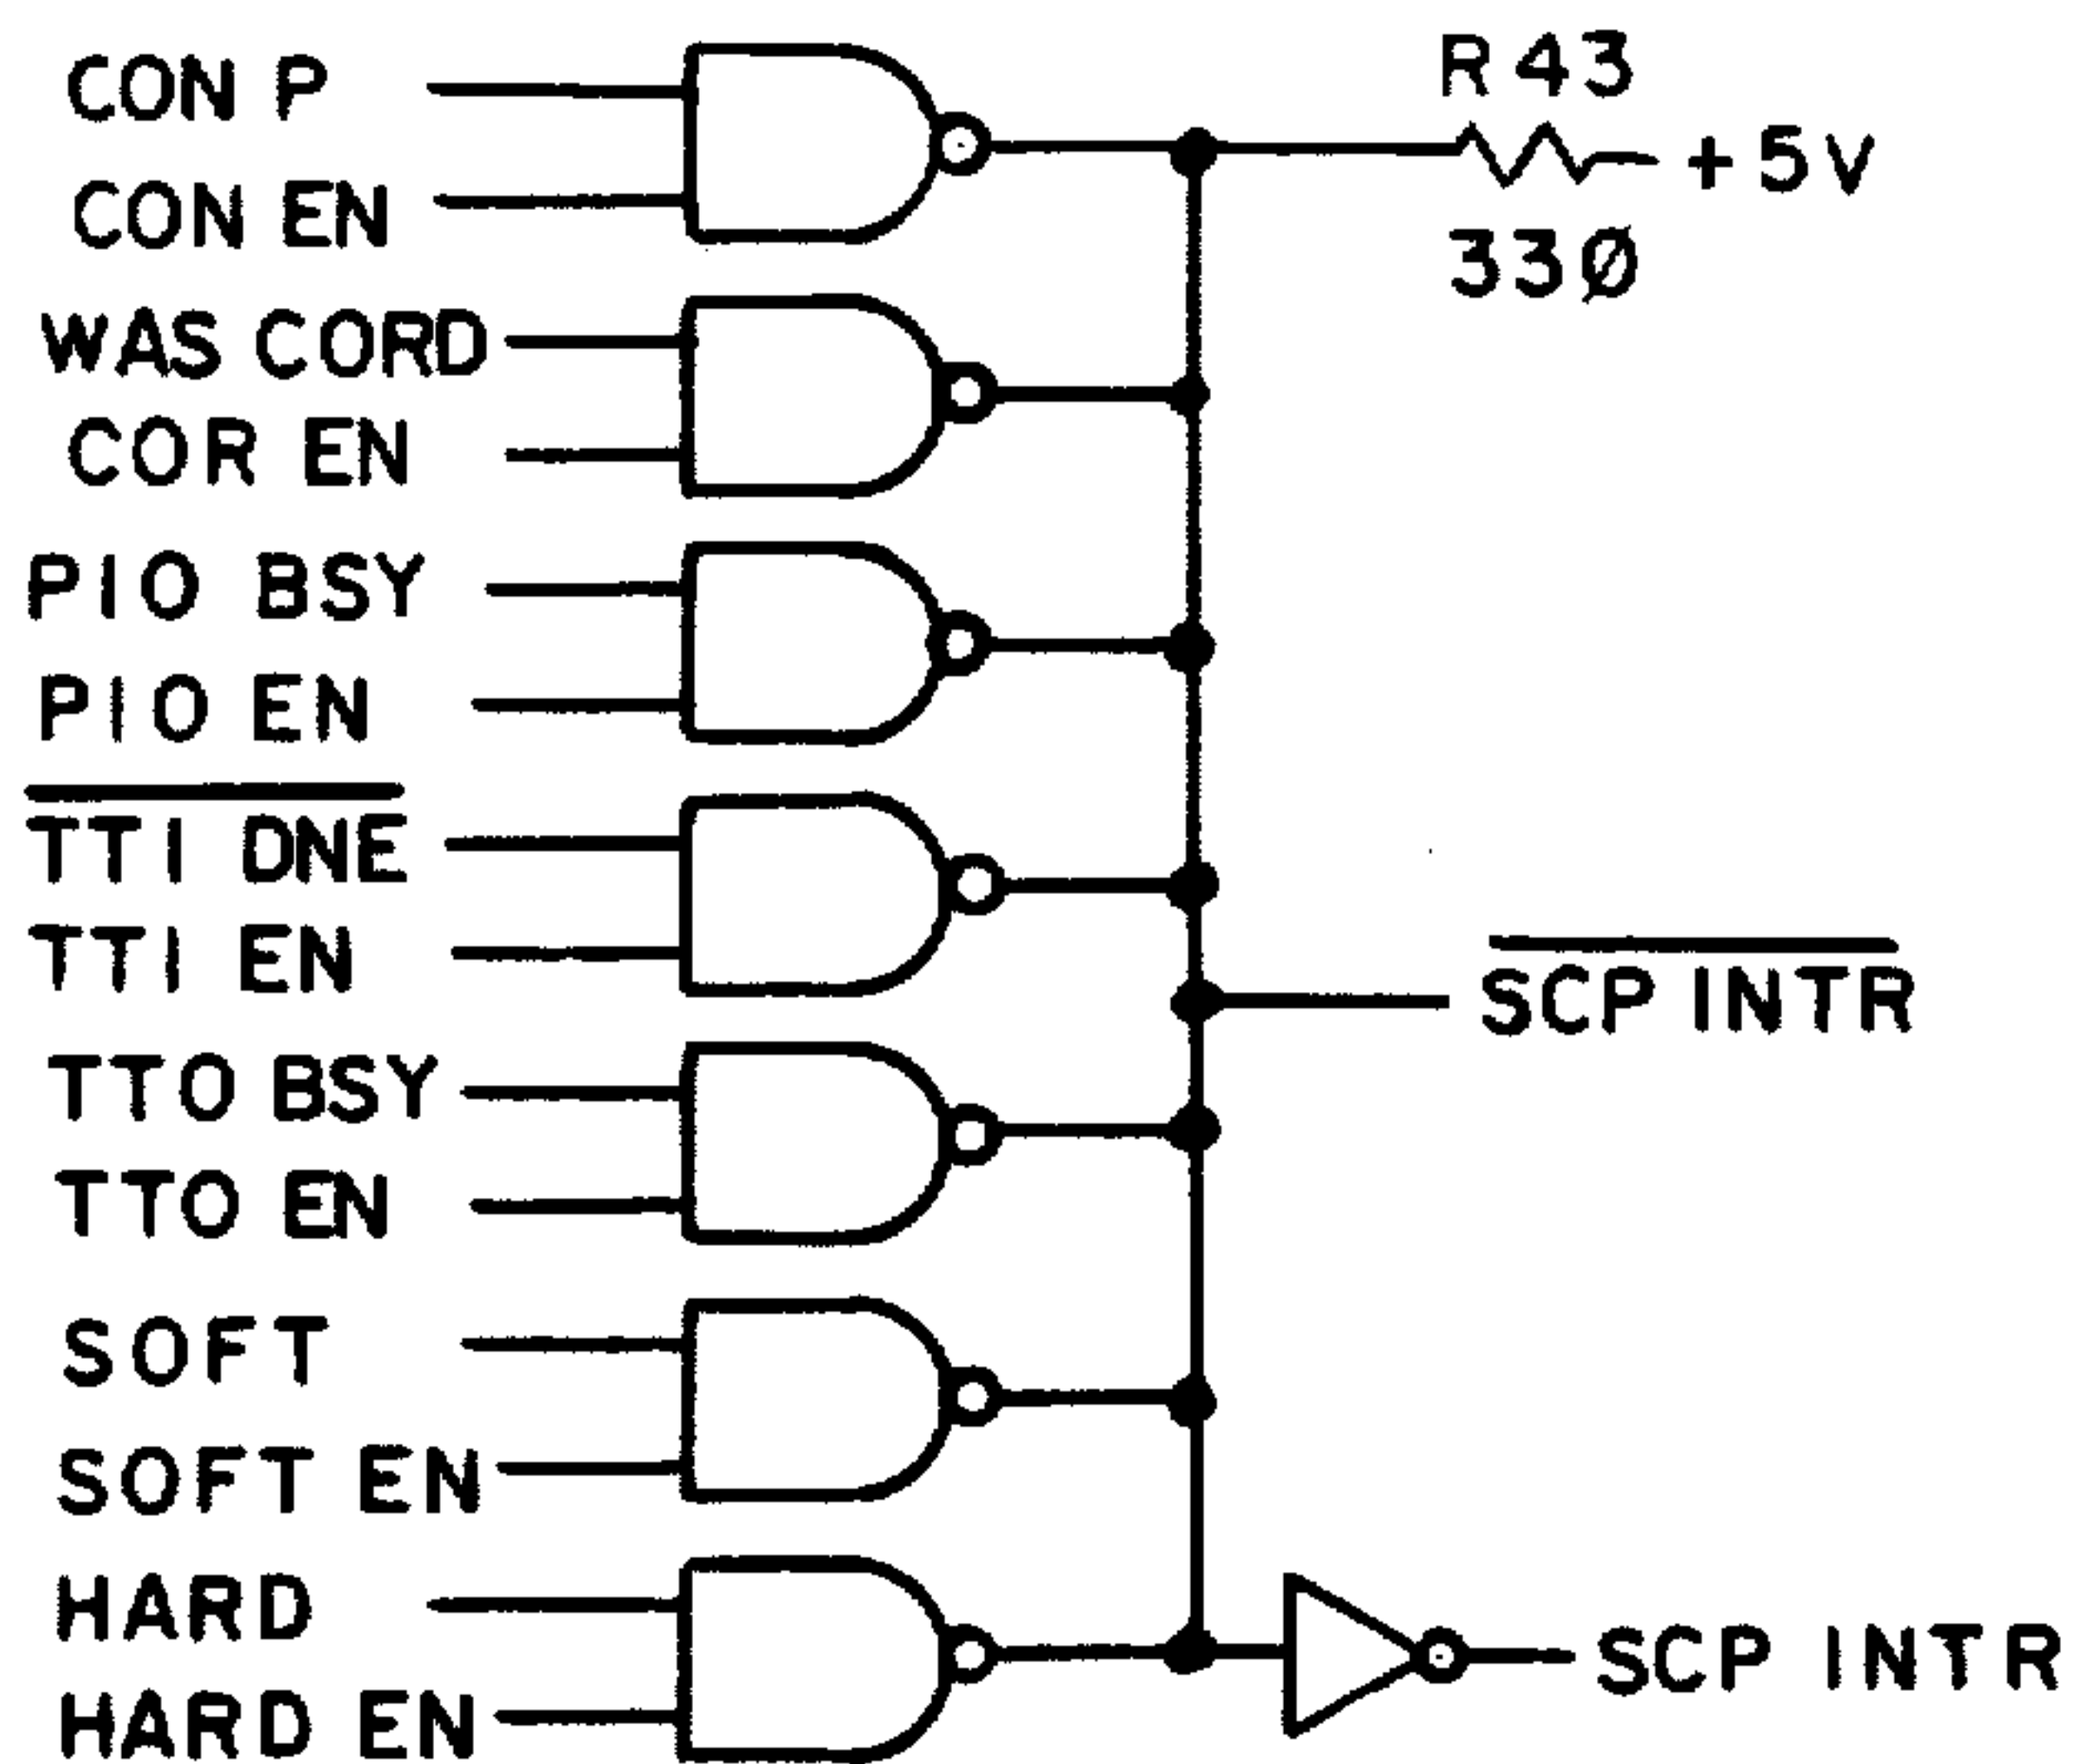 CON P
CON EN
WAS CORD
COR EN
PIO BSY
PIO EN
TTI DNE
TTI EN
TTO BSY
TTO EN
SOFT
SOFT EN
HARD
HARD EN
R43
+5V
33Ø
SCP INTR
SCP INTR